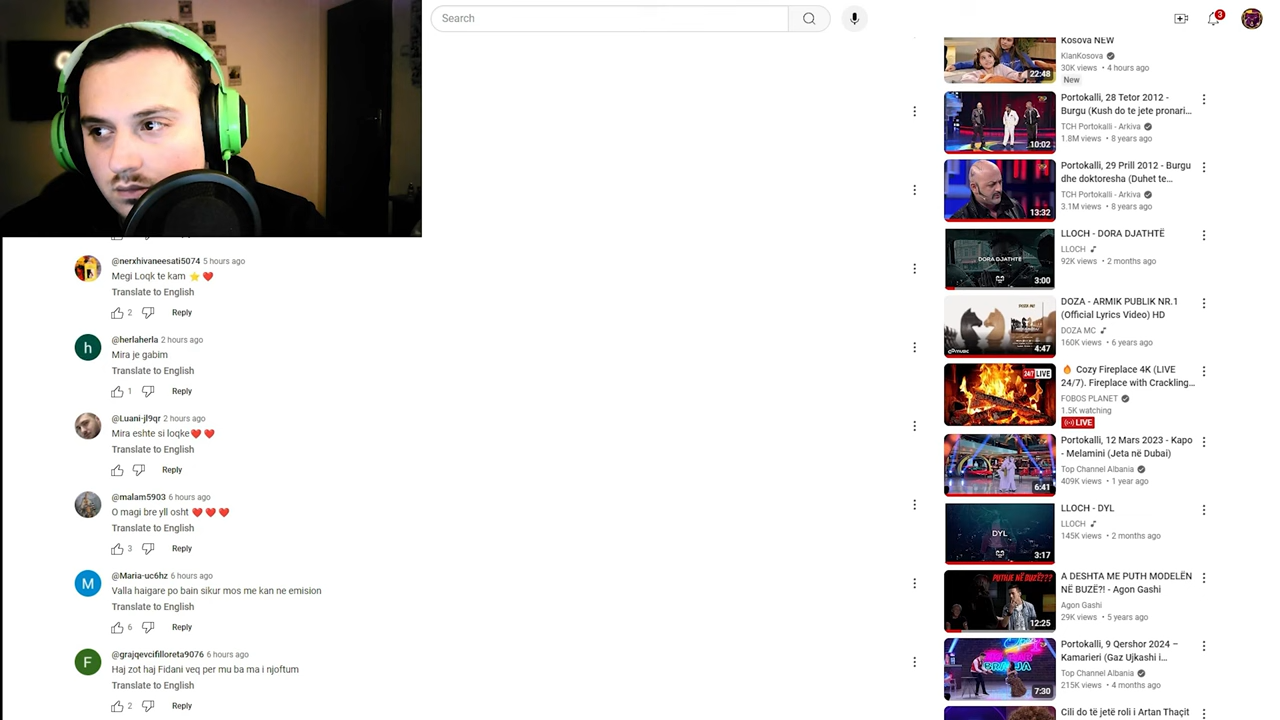 Search
3
@nerxhivaneesati5074 5 hours ago
Megi Loqk te kam ⭐ ❤️
Translate to English
2 Reply
@herlaherla 2 hours ago
Mira je gabim
Translate to English
1 Reply
@Luani-jl9qr 2 hours ago
Mira eshte si loqke❤️ ❤️
Translate to English
Reply
@malam5903 6 hours ago
O magi bre yll osht ❤️ ❤️ ❤️
Translate to English
3 Reply
M
@Maria-uc6hz 6 hours ago
Valla haigare po bain sikur mos me kan ne emision
Translate to English
6 Reply
F
@grajqevcifilloreta9076 6 hours ago
Haj zot haj Fidani veq per mu ba ma i njoftum
Translate to English
2 Reply
h
Kosova NEW
KlanKosova
30K views • 4 hours ago
New
22:48
Portokalli, 28 Tetor 2012 -
Burgu (Kush do te jete pronari...
TCH Portokalli - Arkiva
1.8M views • 8 years ago
10:02
Portokalli, 29 Prill 2012 - Burgu
dhe doktoresha (Duhet te...
TCH Portokalli - Arkiva
3.1M views • 8 years ago
13:32
LLOCH - DORA DJATHTË
LLOCH
92K views • 2 months ago
DORA DJATHTË
3:00
DOZA - ARMIK PUBLIK NR.1
(Official Lyrics Video) HD
DOZA MC
160K views • 6 years ago
4:47
🔥 Cozy Fireplace 4K (LIVE
24/7). Fireplace with Crackling...
FOBOS PLANET
1.5K watching
LIVE
24/7 LIVE
Portokalli, 12 Mars 2023 - Kapo
- Melamini (Jeta në Dubai)
Top Channel Albania
409K views • 1 year ago
6:41
LLOCH - DYL
LLOCH
145K views • 2 months ago
DYL
3:17
A DESHTA ME PUTH MODELËN
NË BUZË?! - Agon Gashi
Agon Gashi
29K views • 5 years ago
PUTHJE NË BUZË???
12:25
Portokalli, 9 Qershor 2024 –
Kamarieri (Gaz Ujkashi i...
Top Channel Albania
215K views • 4 months ago
7:30
Cili do të jetë roli i Artan Thaçit